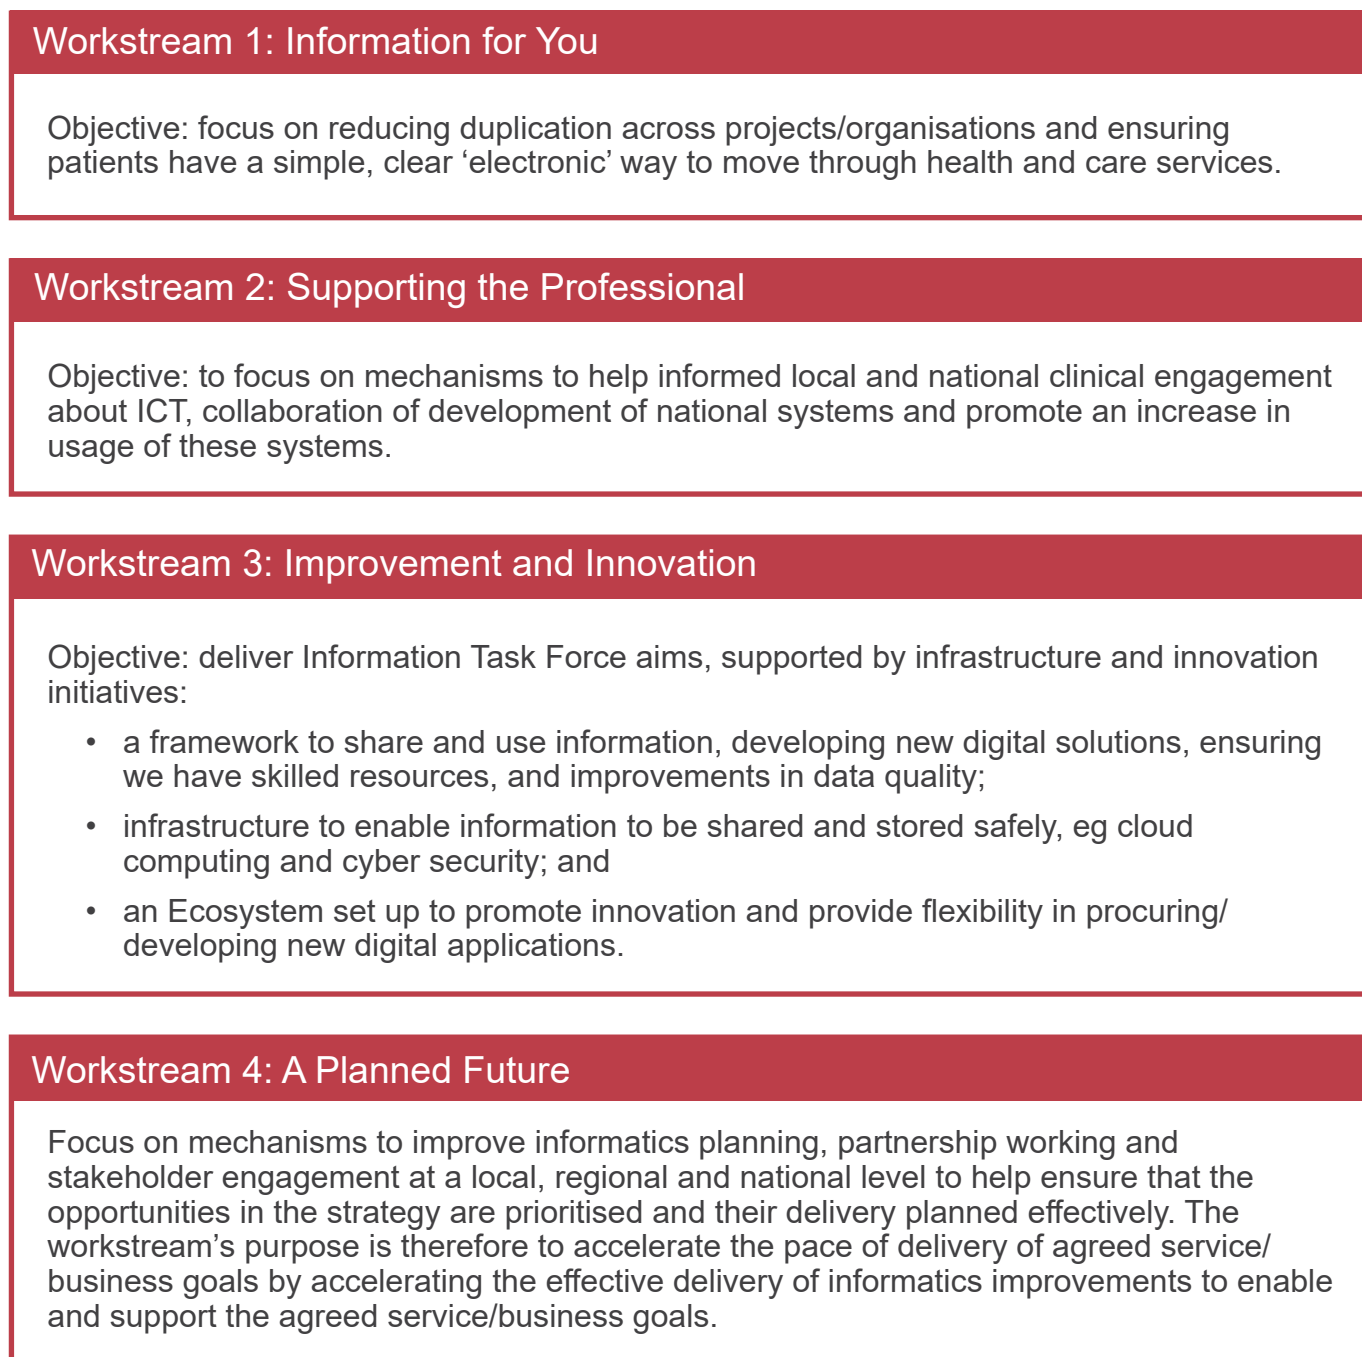 Workstream 1: Information for You
Objective: focus on reducing duplication across projects/organisations and ensuring
patients have a simple, clear ‘electronic’ way to move through health and care services.
Workstream 2: Supporting the Professional
Objective: to focus on mechanisms to help informed local and national clinical engagement
about ICT, collaboration of development of national systems and promote an increase in
usage of these systems.
Workstream 3: Improvement and Innovation
Objective: deliver Information Task Force aims, supported by infrastructure and innovation
initiatives:
• a framework to share and use information, developing new digital solutions, ensuring
we have skilled resources, and improvements in data quality;
• infrastructure to enable information to be shared and stored safely, eg cloud
computing and cyber security; and
• an Ecosystem set up to promote innovation and provide flexibility in procuring/
developing new digital applications.
Workstream 4: A Planned Future
Focus on mechanisms to improve informatics planning, partnership working and
stakeholder engagement at a local, regional and national level to help ensure that the
opportunities in the strategy are prioritised and their delivery planned effectively. The
workstream’s purpose is therefore to accelerate the pace of delivery of agreed service/
business goals by accelerating the effective delivery of informatics improvements to enable
and support the agreed service/business goals.